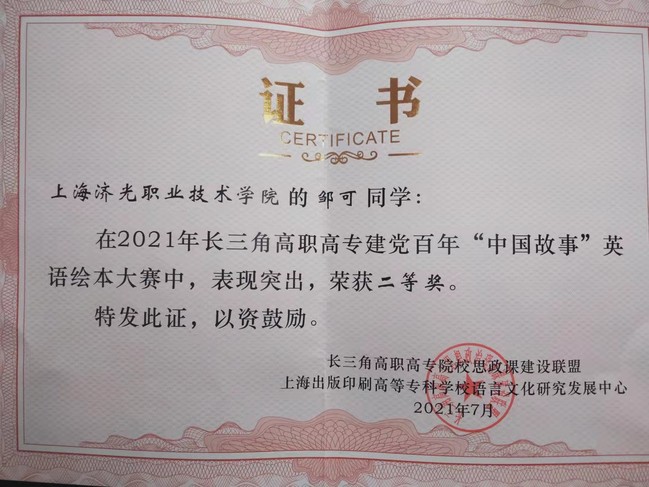 证书
CERTIFICATE
上海济光职业技术学院的邹可同学：
在2021年长三角高职高专建党百年“中国故事”英
语绘本大赛中，表现突出，荣获二等奖。
特发此证，以资鼓励。
长三角高职高专院校思政课建设联盟
上海出版印刷高等专科学校语言文化研究发展中心
2021年7月